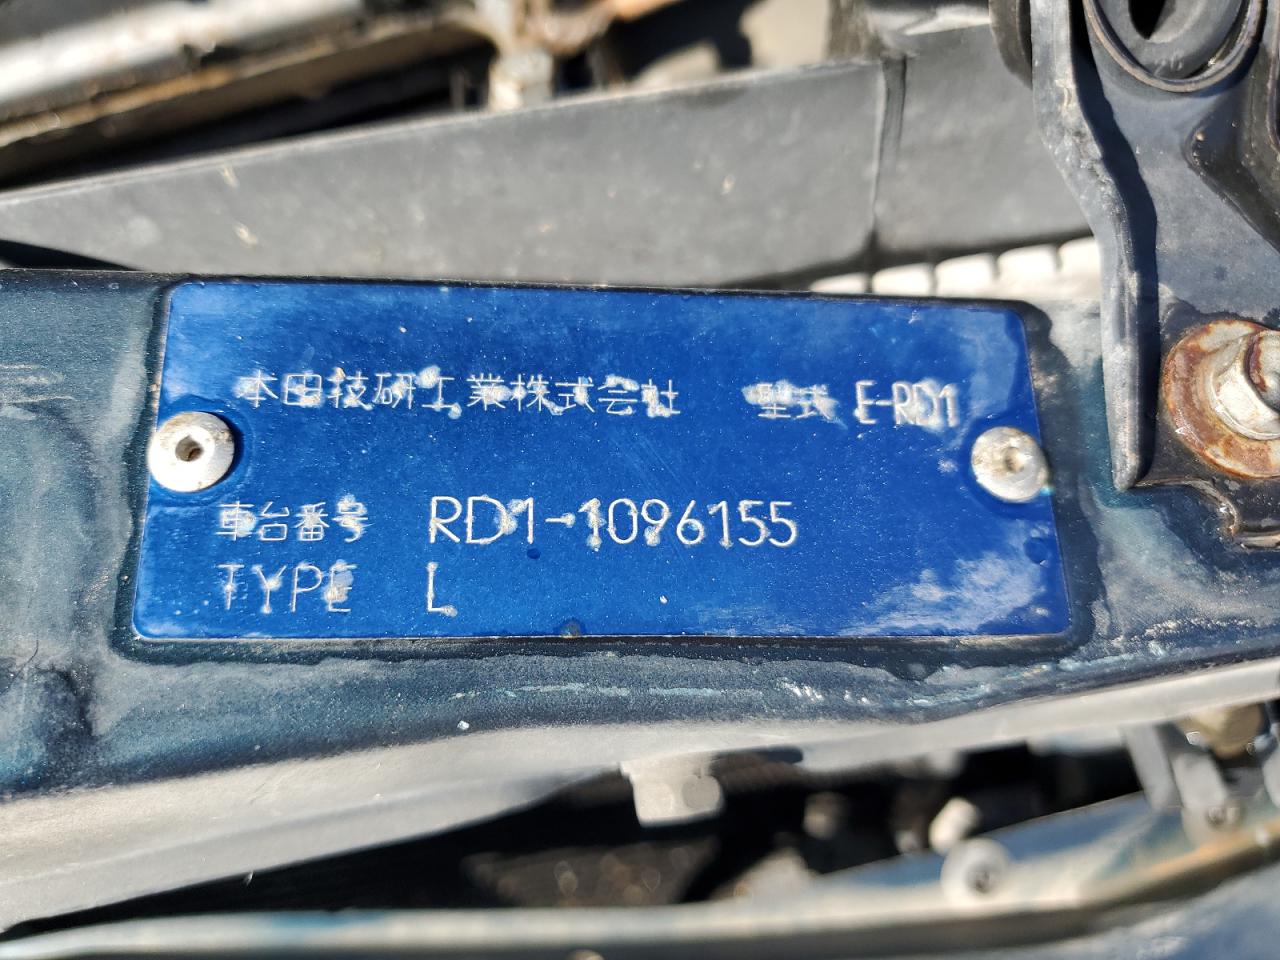 本田技研工業株式会社 型式 E-RD1
車台番号 RD1-1096155
TYPE L